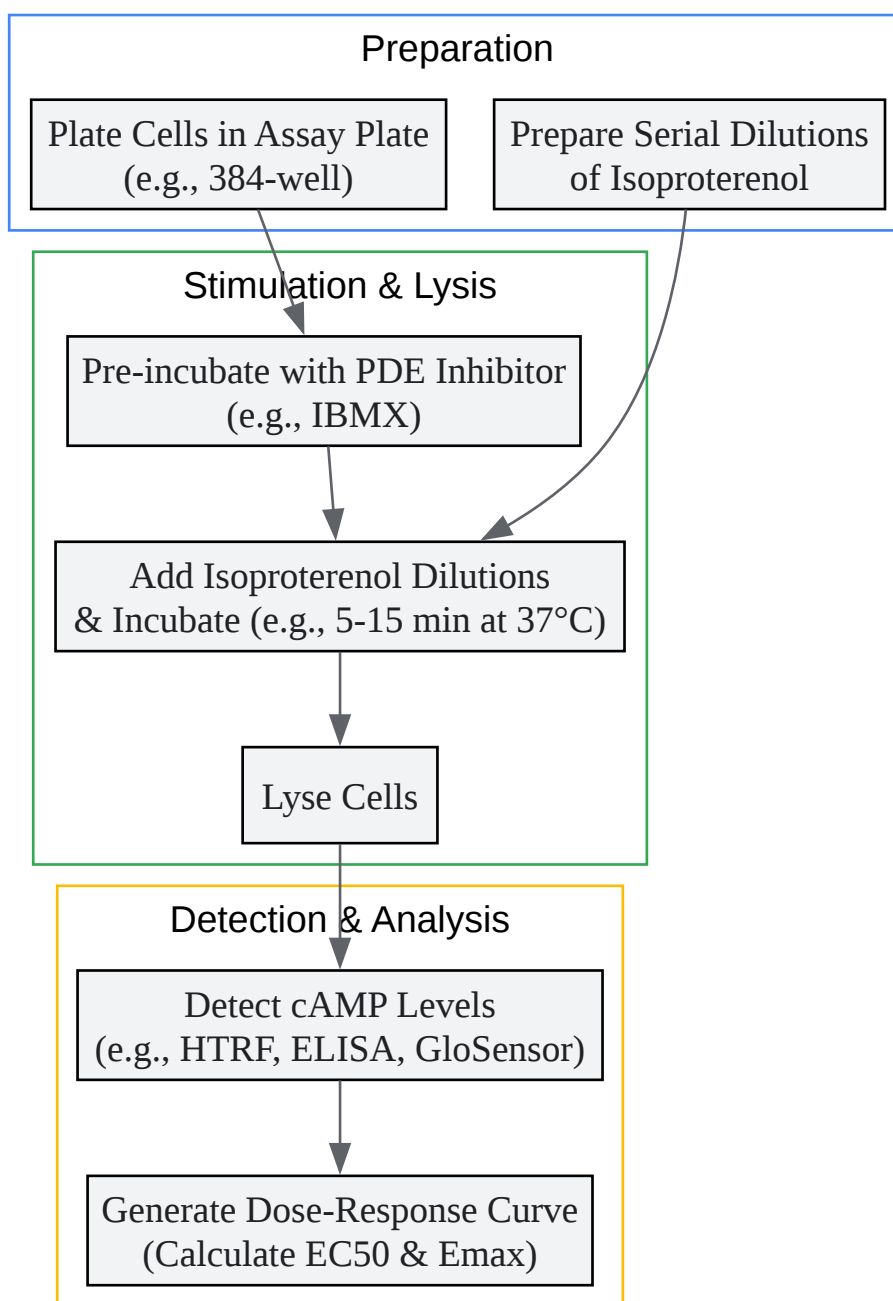 Preparation
Plate Cells in Assay Plate
(e.g., 384-well)
Prepare Serial Dilutions
of Isoproterenol
Stimulation & Lysis
Pre-incubate with PDE Inhibitor
(e.g., IBMX)
Add Isoproterenol Dilutions
& Incubate (e.g., 5-15 min at 37°C)
Lyse Cells
Detection & Analysis
Detect cAMP Levels
(e.g., HTRF, ELISA, GloSensor)
Generate Dose-Response Curve
(Calculate EC50 & Emax)